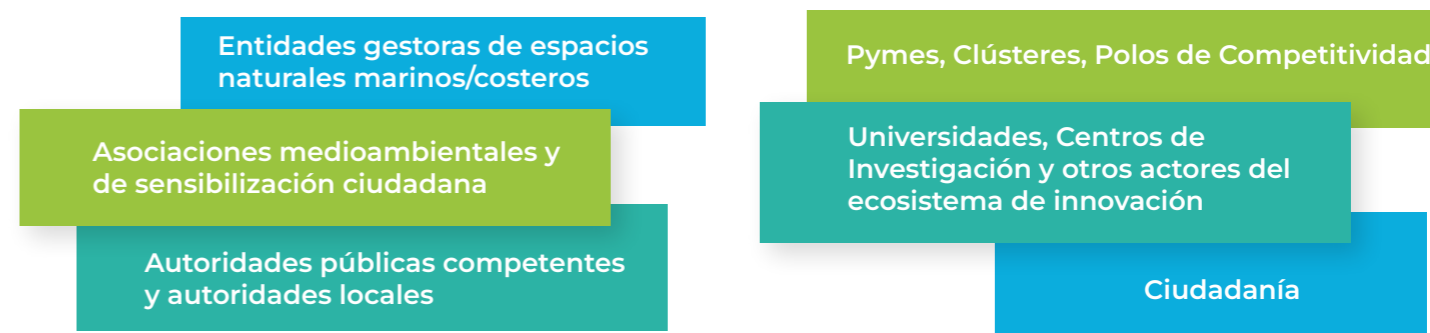 Entidades gestoras de espacios
naturales marinos/costeros
Asociaciones medioambientales y
de sensibilización ciudadana
Autoridades públicas competentes
y autoridades locales
Pymes, Clústeres, Polos de Competitividad
Universidades, Centros de
Investigación y otros actores del
ecosistema de innovación
Ciudadanía